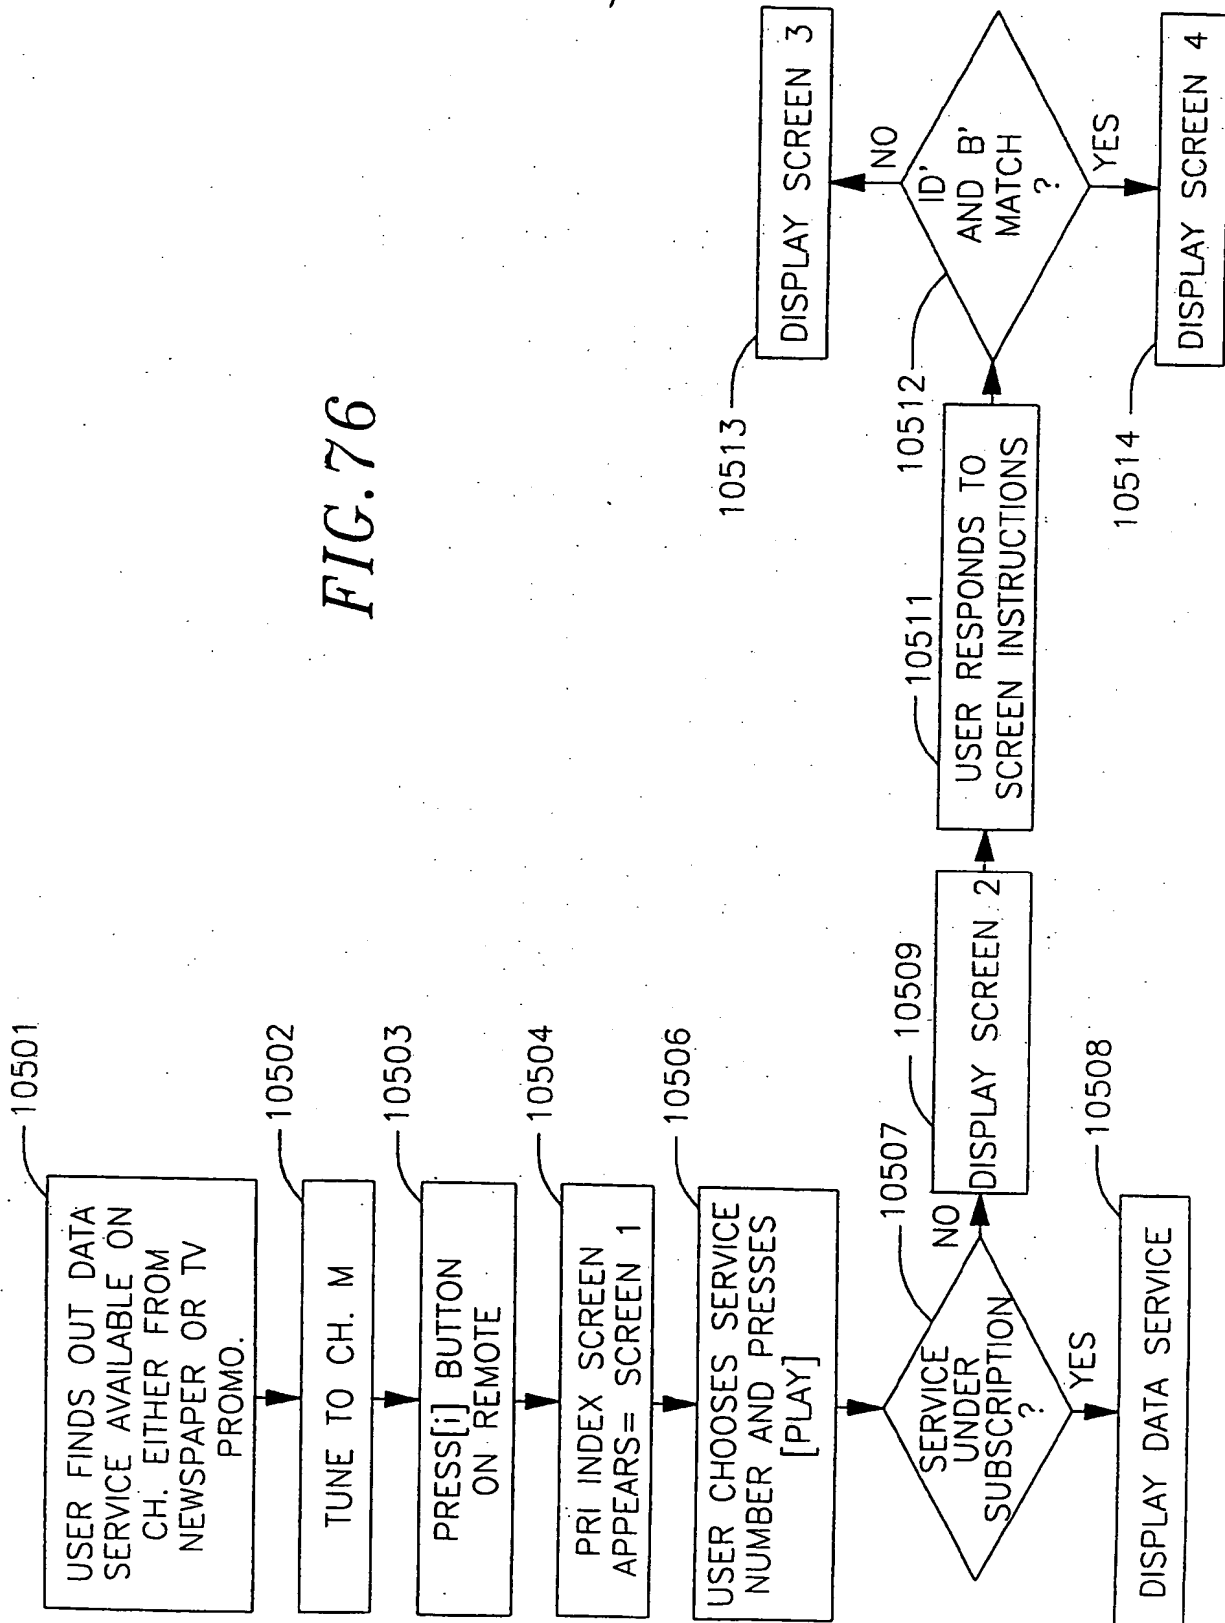 10501
USER FINDS OUT DATA
SERVICE AVAILABLE ON
CH. EITHER FROM
NEWSPAPER OR TV
PROMO.
10502
TUNE TO CH. M
10503
PRESS[i] BUTTON
ON REMOTE
10504
PRI INDEX SCREEN
APPEARS= SCREEN 1
10506
USER CHOOSES SERVICE
NUMBER AND PRESSES
[PLAY]
10507
SERVICE
UNDER
SUBSCRIPTION
?
YES
10508
DISPLAY DATA SERVICE
NO
10509
DISPLAY SCREEN 2
10511
USER RESPONDS TO
SCREEN INSTRUCTIONS
10512
ID'
AND B'
MATCH
?
NO
10513
DISPLAY SCREEN 3
YES
10514
DISPLAY SCREEN 4
FIG.76